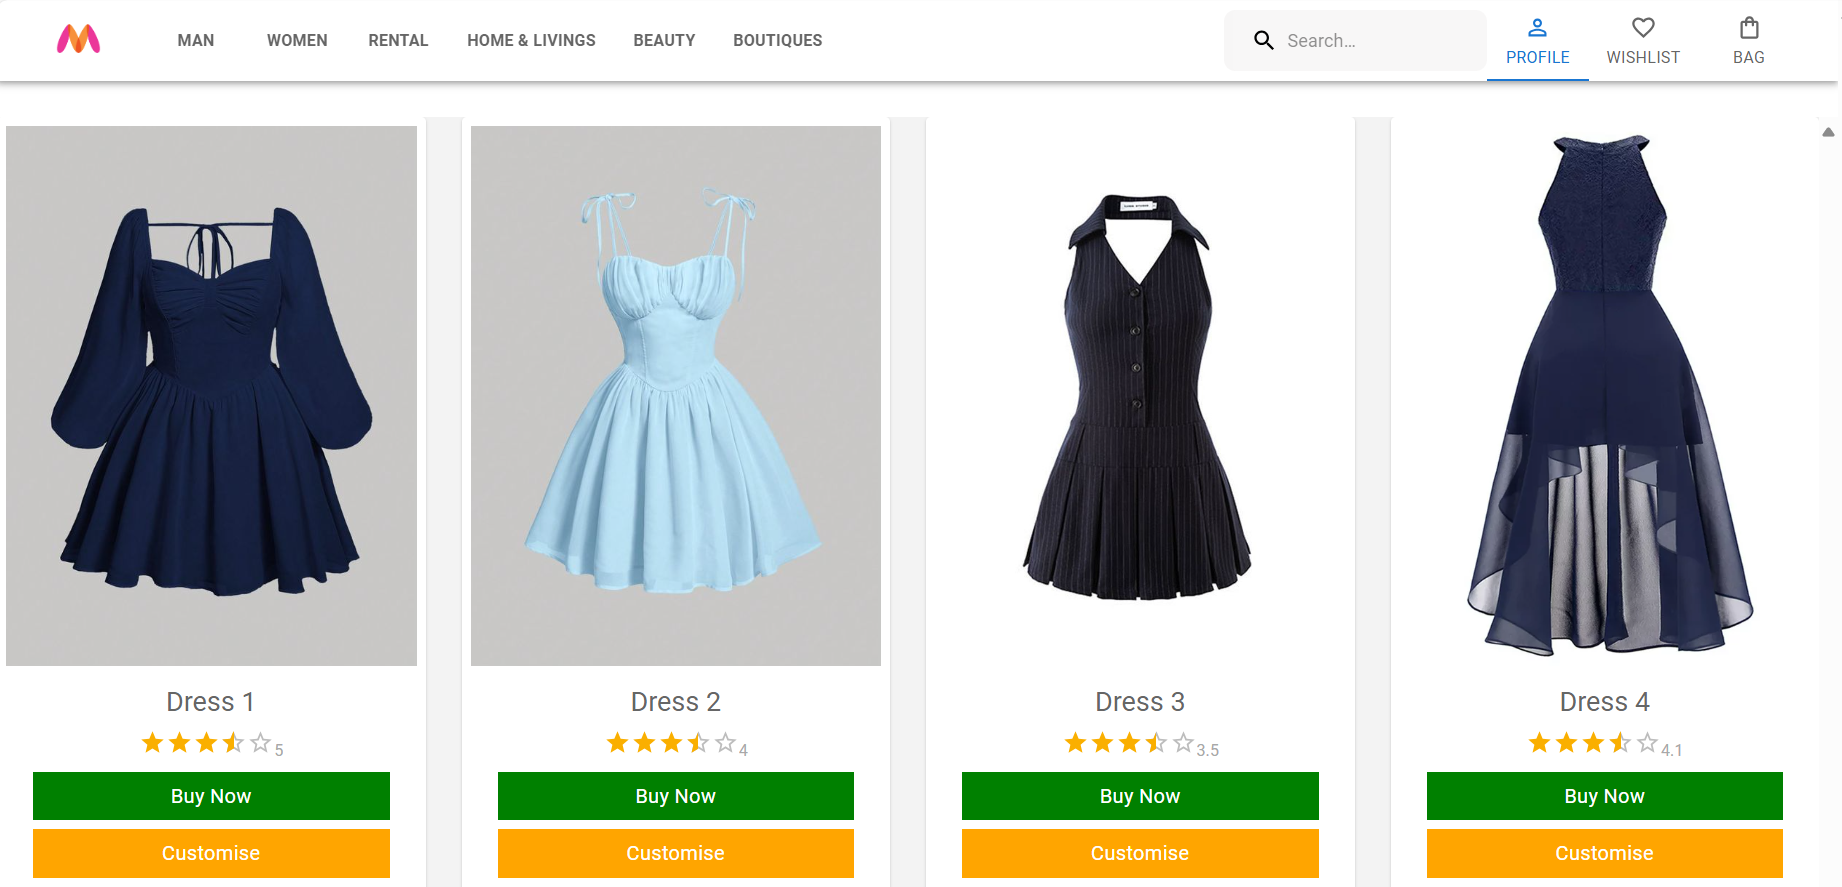 MAN WOMEN RENTAL HOME & LIVINGS BEAUTY BOUTIQUES Search... PROFILE WISHLIST BAG
Dress 1
5
Buy Now
Customise
Dress 2
4
Buy Now
Customise
Dress 3
3.5
Buy Now
Customise
Dress 4
4.1
Buy Now
Customise